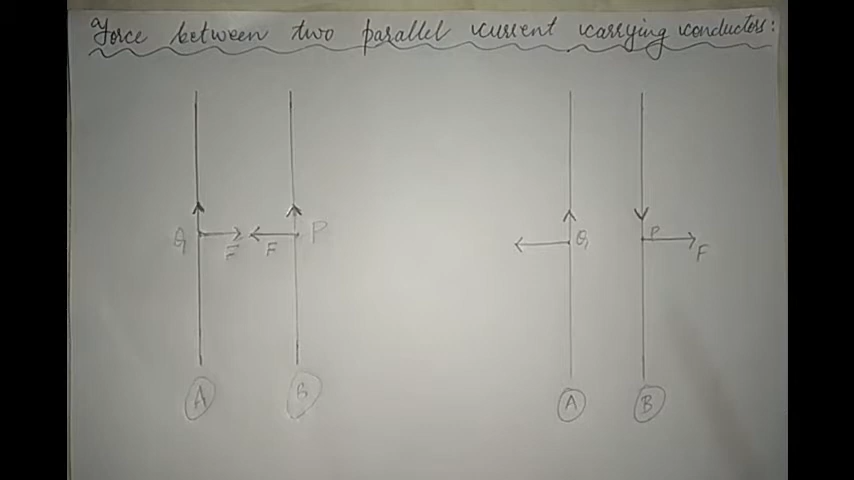 Force between two parallel current carrying conductors:
Q F F P
Q P F
A B A B